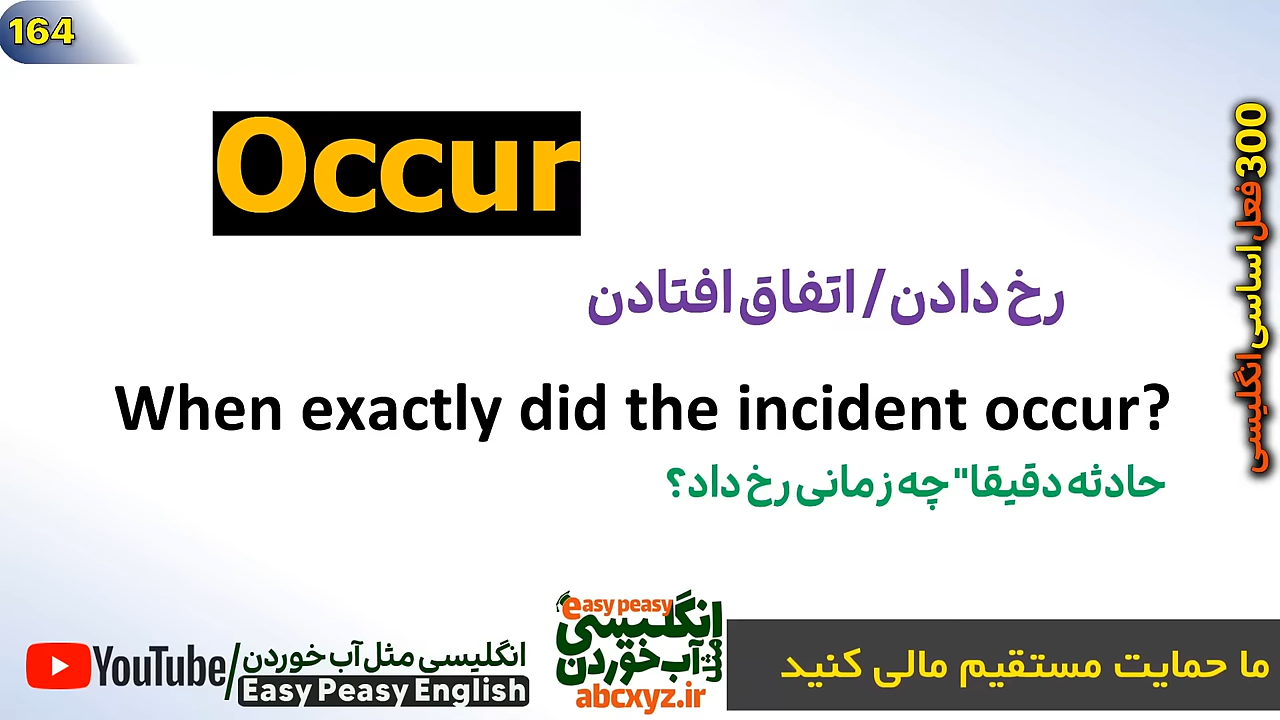 164
Occur
رخ دادن / اتفاق افتادن
When exactly did the incident occur?
حادثه دقیقا" چه زمانی رخ داد؟
300 فعل اساسی انگلیسی
YouTube/انگلیسی مثل آب خوردن
Easy Peasy English
easy peasy
انگلیسی
مثل
آب خوردن
abcxyz.ir
ما حمایت مستقیم مالی کنید